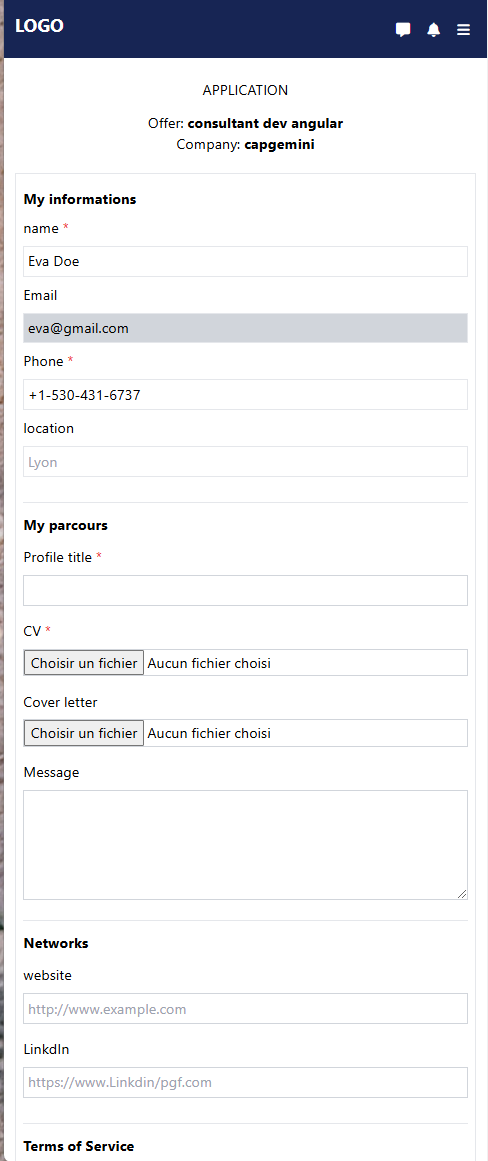 LOGO
APPLICATION
Offer: consultant dev angular
Company: capgemini
My informations
name *
Eva Doe
Email
eva@gmail.com
Phone *
+1-530-431-6737
location
Lyon
My parcours
Profile title *
CV *
Choisir un fichier Aucun fichier choisi
Cover letter
Choisir un fichier Aucun fichier choisi
Message
Networks
website
http://www.example.com
LinkdIn
https://www.Linkdin/pgf.com
Terms of Service